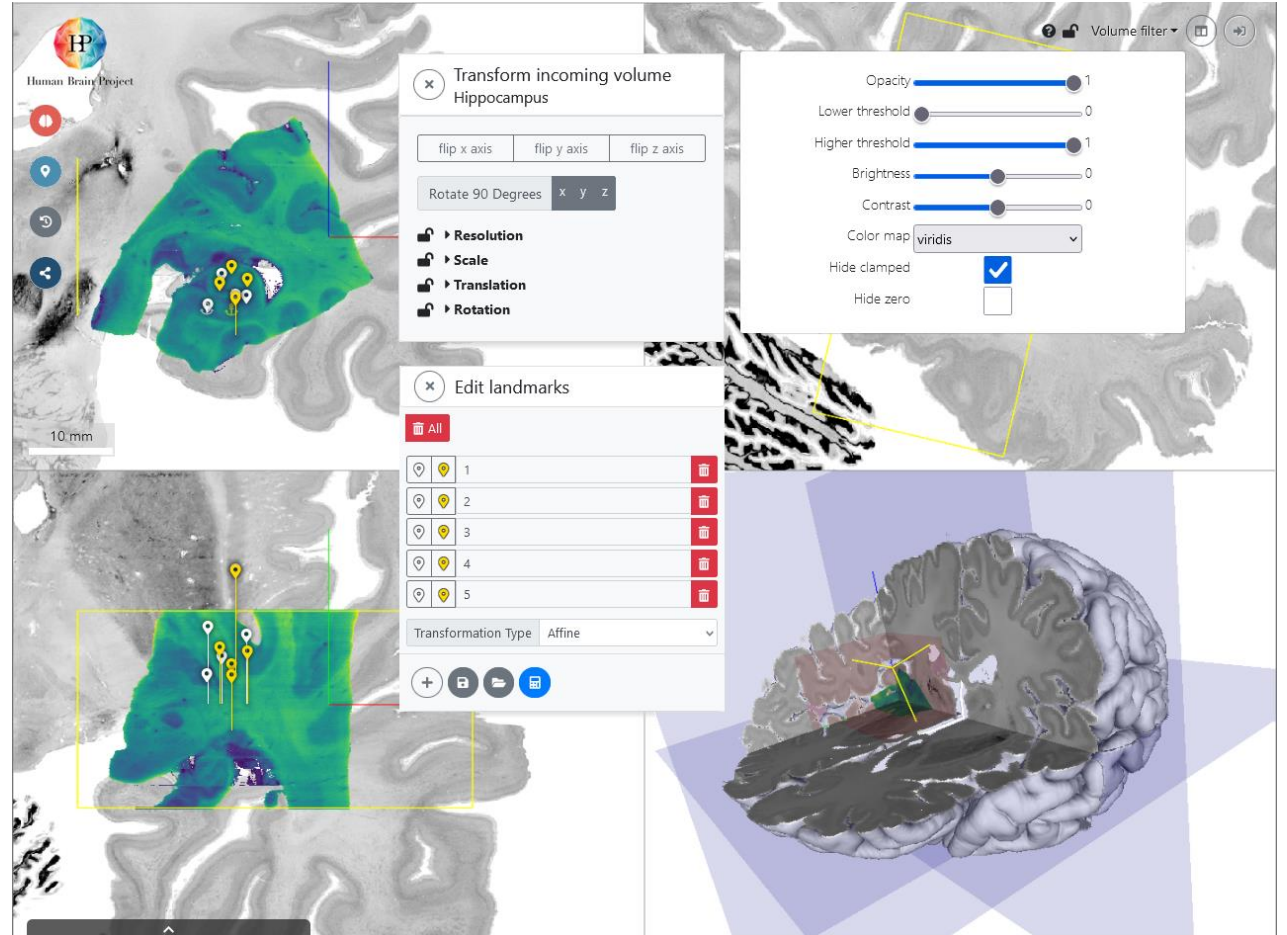 HP
Human Brain Project
10 mm
Transform incoming volume
Hippocampus
flip x axis flip y axis flip z axis
Rotate 90 Degrees x y z
Resolution
Scale
Translation
Rotation
Edit landmarks
All
1
2
3
4
5
Transformation Type Affine
Volume filter
Opacity 1
Lower threshold 0
Higher threshold 1
Brightness 0
Contrast 0
Color map viridis
Hide clamped
Hide zero